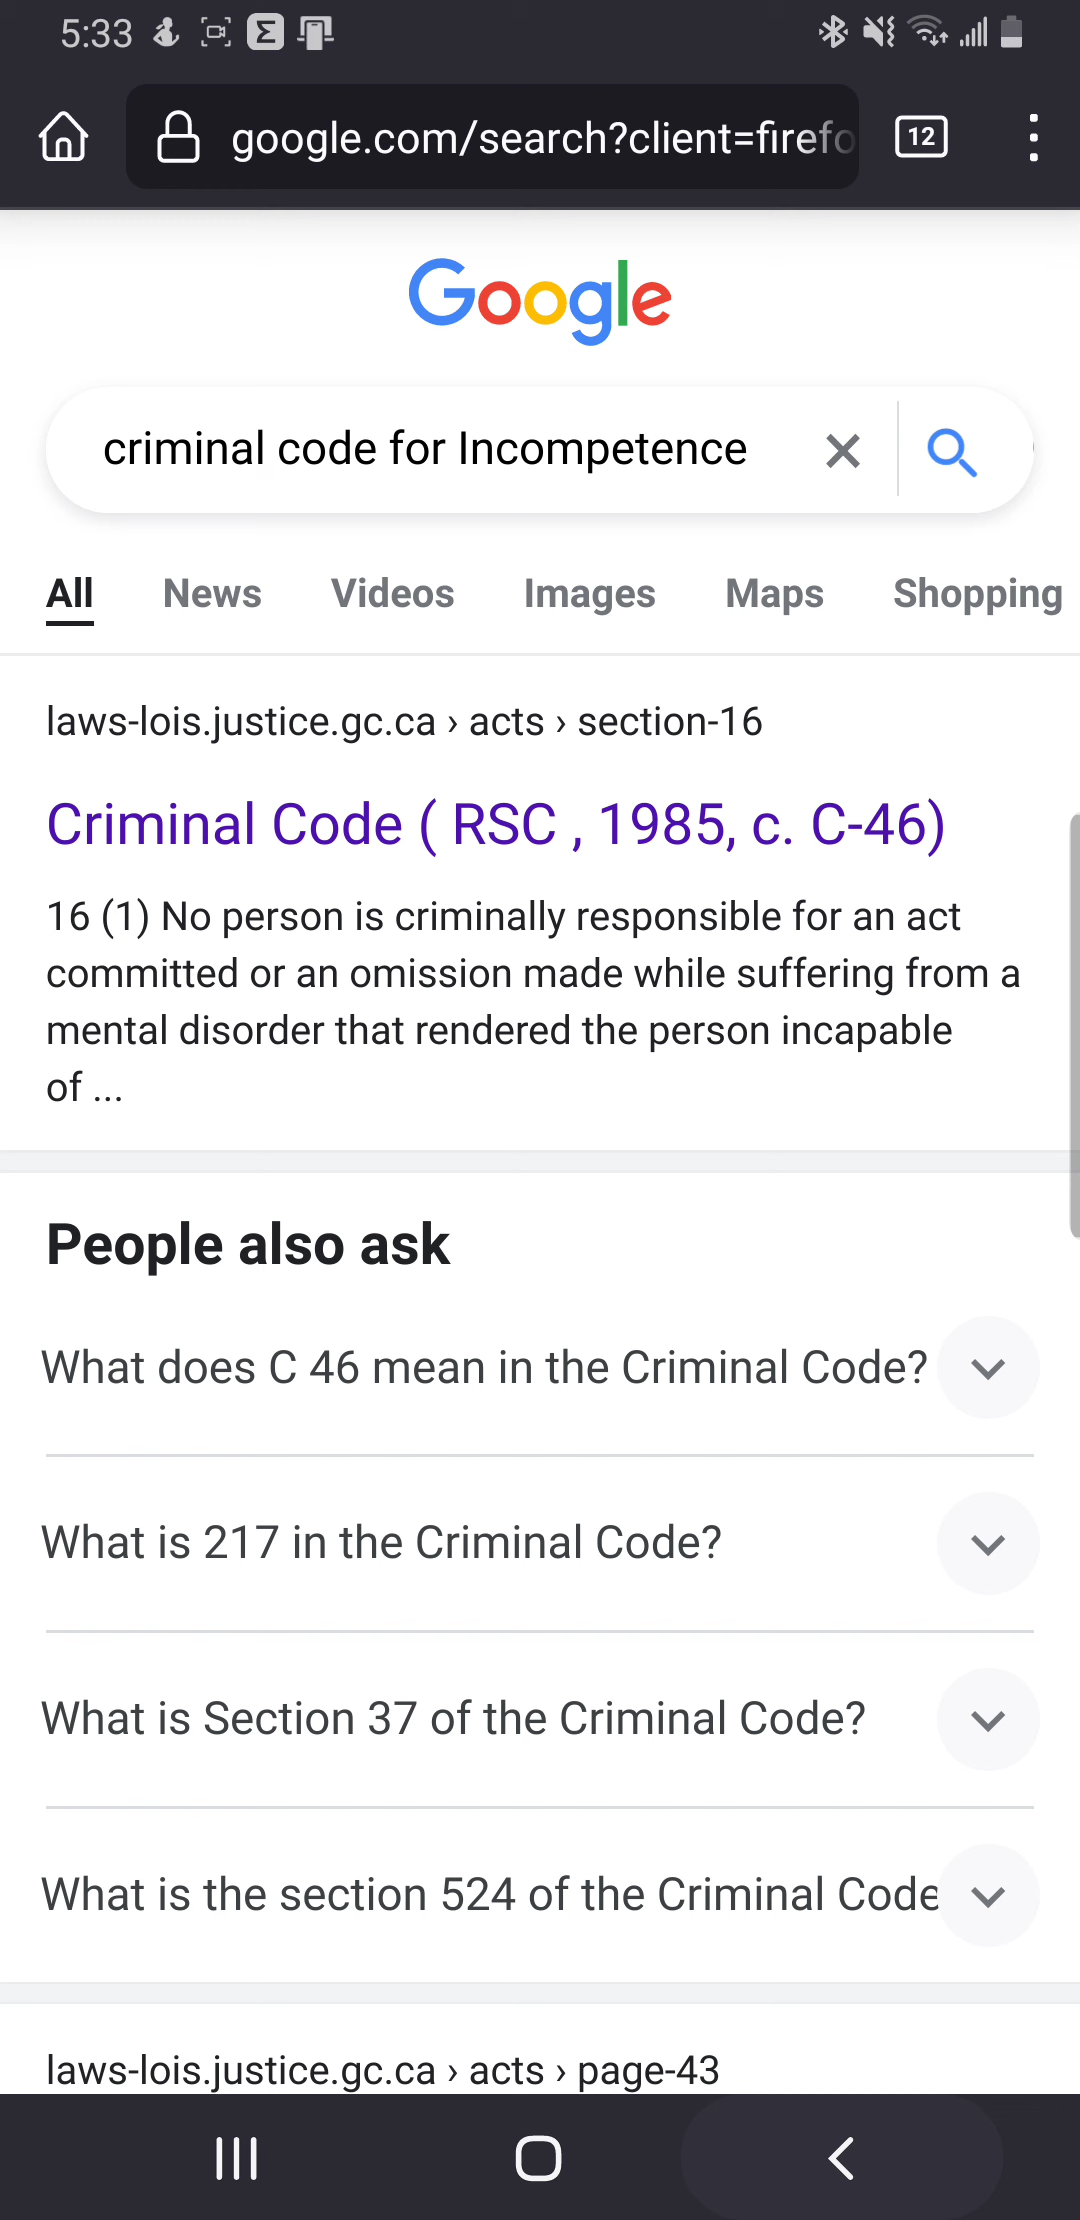 5:33
google.com/search?client=firefo
12
Google
criminal code for Incompetence
All News Videos Images Maps Shopping
laws-lois.justice.gc.ca › acts › section-16
Criminal Code ( RSC , 1985, c. C-46)
16 (1) No person is criminally responsible for an act
committed or an omission made while suffering from a
mental disorder that rendered the person incapable
of ...
People also ask
What does C 46 mean in the Criminal Code?
What is 217 in the Criminal Code?
What is Section 37 of the Criminal Code?
What is the section 524 of the Criminal Code
laws-lois.justice.gc.ca › acts › page-43